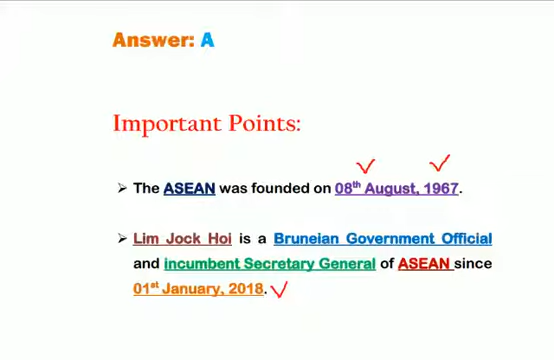 Answer: A
Important Points:
➢ The ASEAN was founded on 08th August, 1967.
➢ Lim Jock Hoi is a Bruneian Government Official
and incumbent Secretary General of ASEAN since
01st January, 2018.